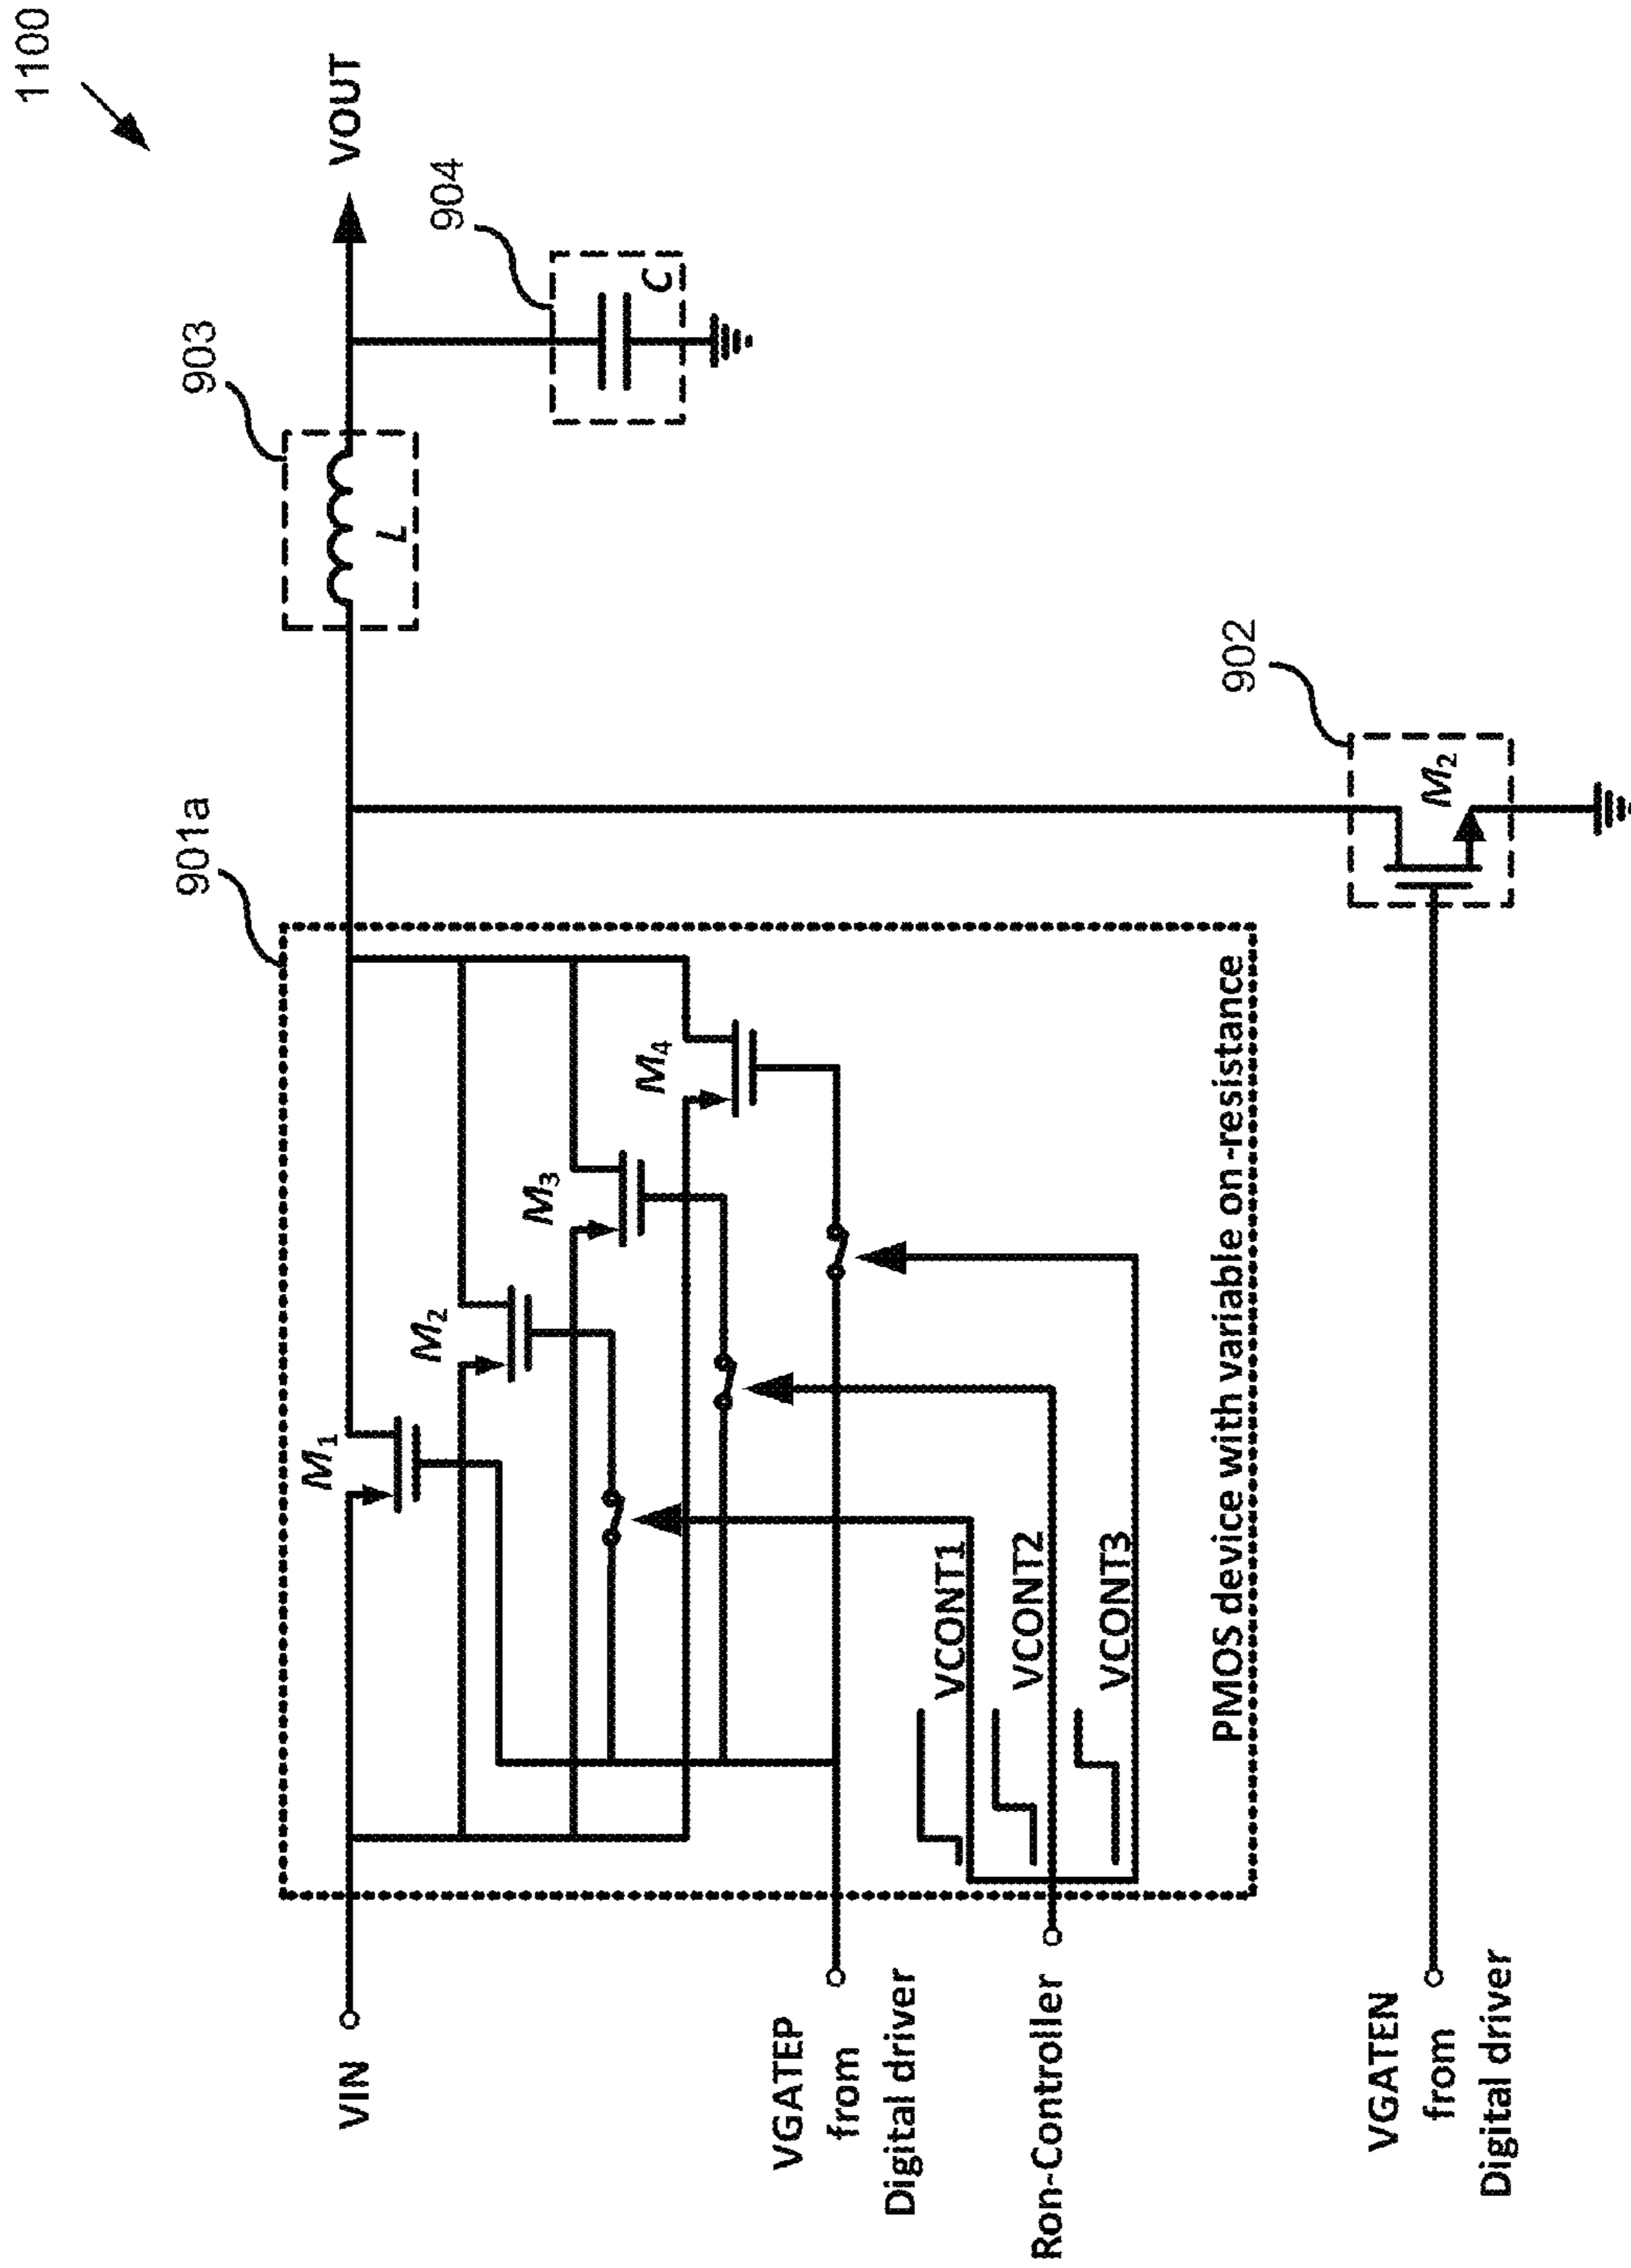 1100
901a
903
904
VIN
VOUT
M1
L
C
M2
M3
M4
VGATEP
from
Digital driver
VCONT1
VCONT2
VCONT3
Ron-Controller
PMOS device with variable on-resistance
902
M2
VGATEN
from
Digital driver